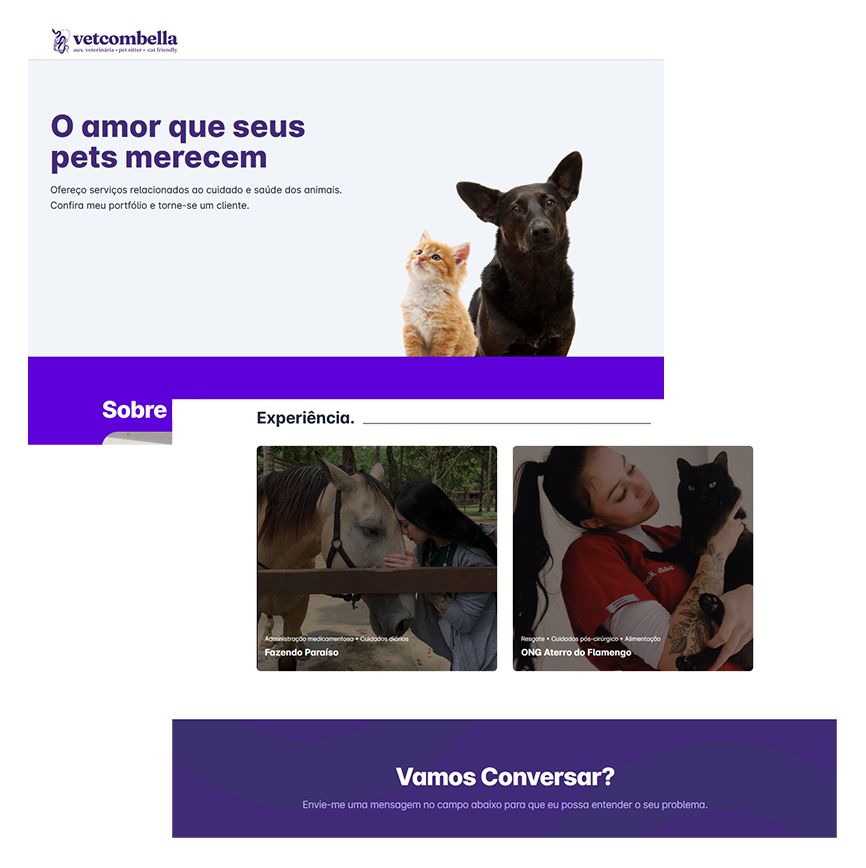 vetcombella
aux. veterinária • pet sitter • cat friendly
O amor que seus
pets merecem
Ofereço serviços relacionados ao cuidado e saúde dos animais.
Confira meu portfólio e torne-se um cliente.
Sobre
Experiência.
Administração medicamentosa • Cuidados diários
Fazendo Paraíso
Resgate • Cuidados pós-cirúrgico • Alimentação
ONG Aterro do Flamengo
Vamos Conversar?
Envie-me uma mensagem no campo abaixo para que eu possa entender o seu problema.